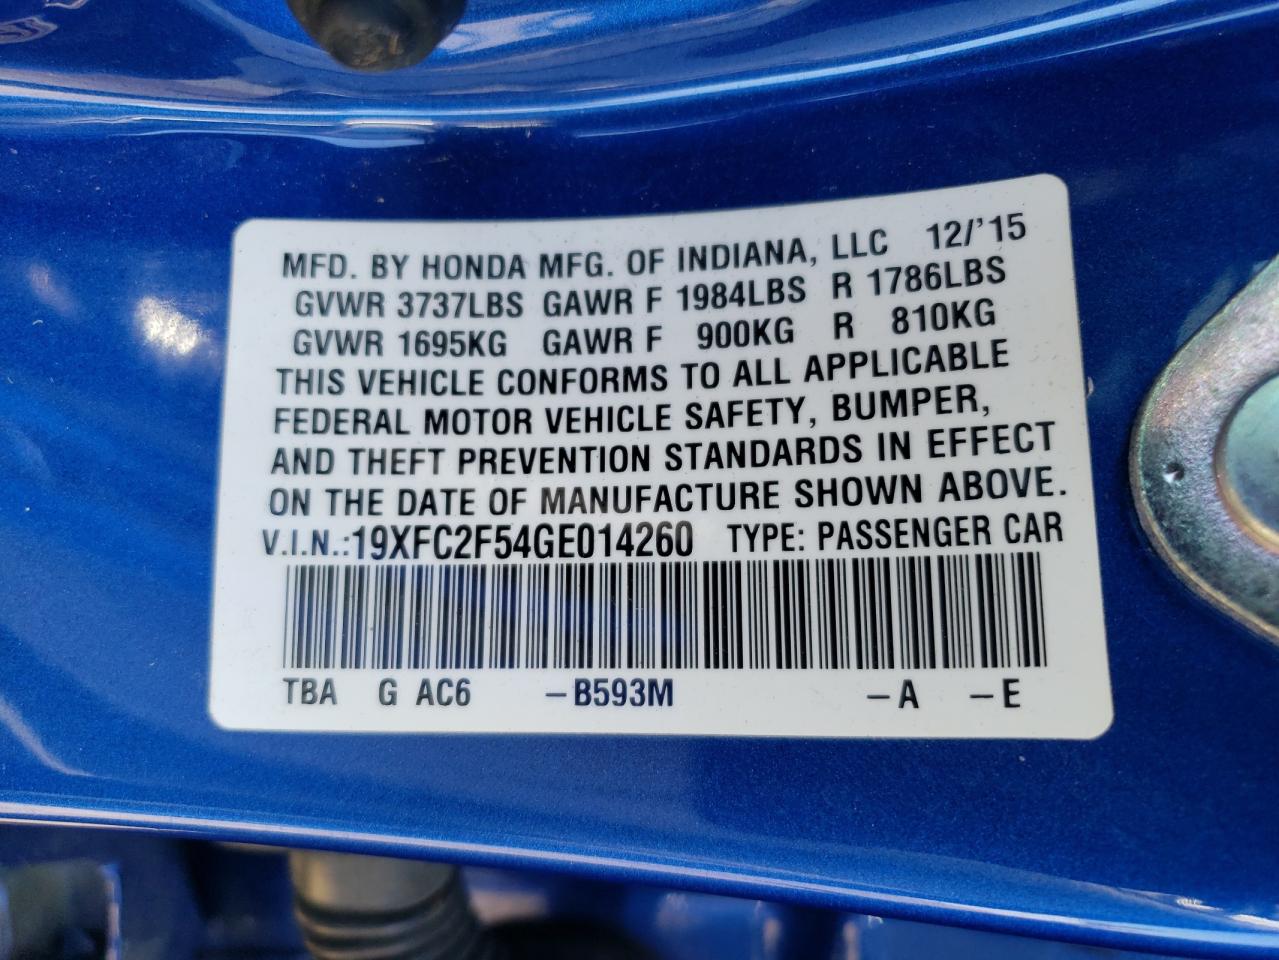 MFD. BY HONDA MFG. OF INDIANA, LLC 12/'15
GVWR 3737LBS GAWR F 1984LBS R 1786LBS
GVWR 1695KG GAWR F 900KG R 810KG
THIS VEHICLE CONFORMS TO ALL APPLICABLE
FEDERAL MOTOR VEHICLE SAFETY, BUMPER,
AND THEFT PREVENTION STANDARDS IN EFFECT
ON THE DATE OF MANUFACTURE SHOWN ABOVE.
V.I.N.:19XFC2F54GE014260 TYPE: PASSENGER CAR
TBA G AC6 –B593M –A –E